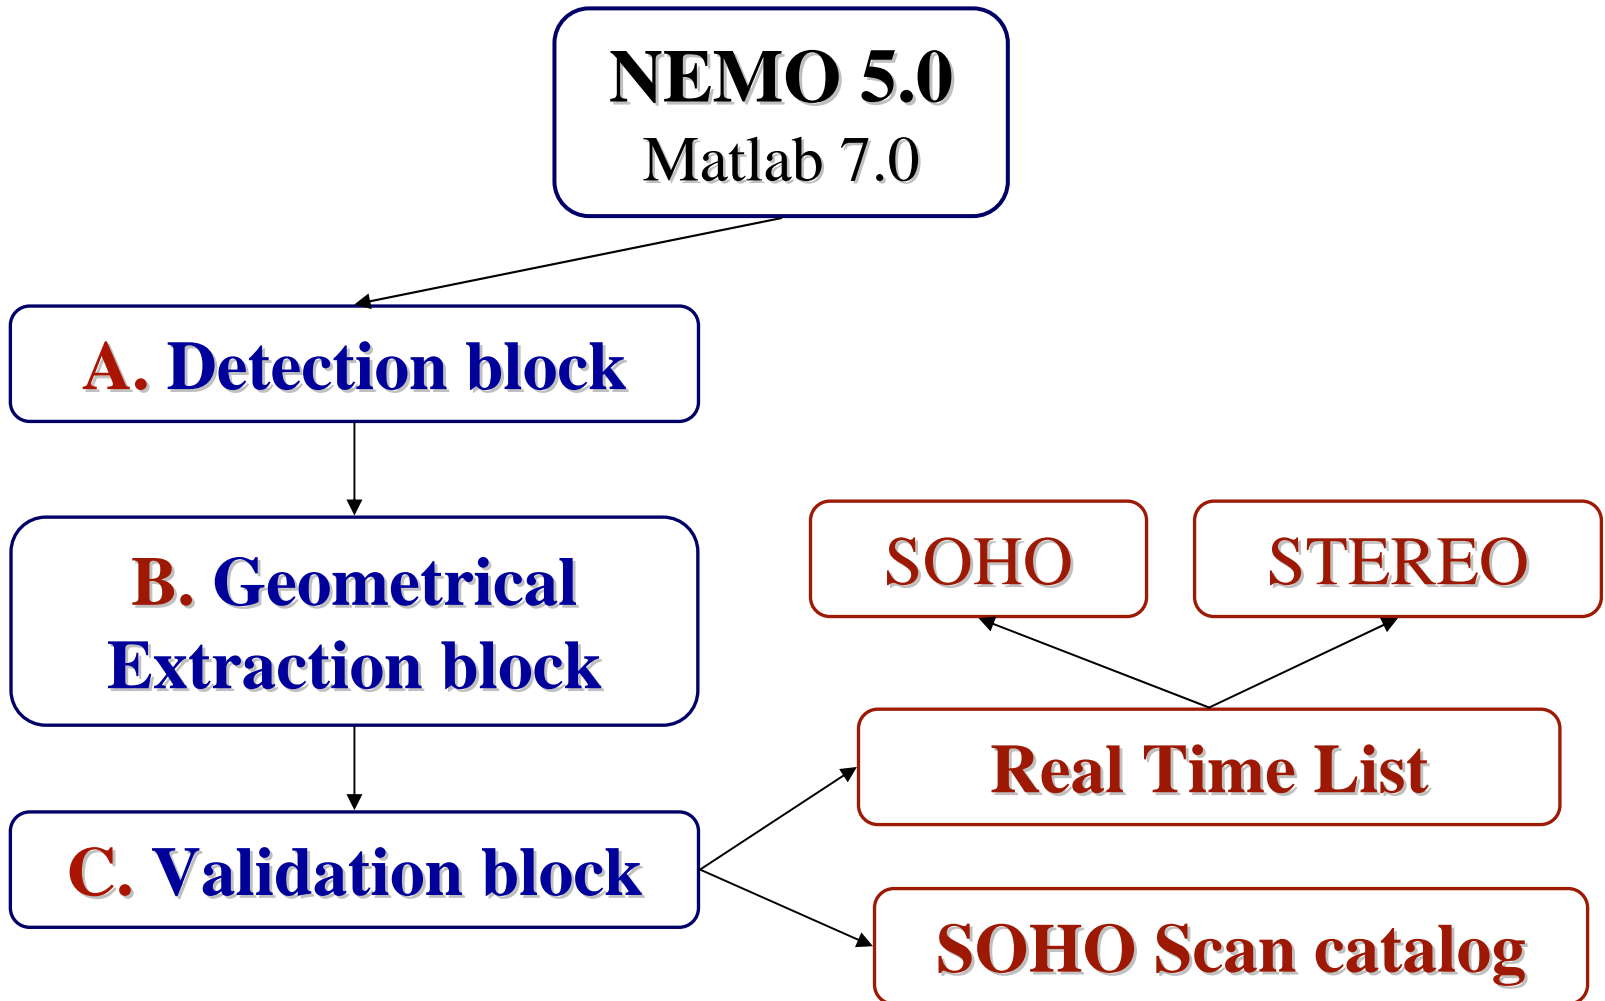 NEMO 5.0
Matlab 7.0
A. Detection block
B. Geometrical
Extraction block
SOHO
STEREO
Real Time List
C. Validation block
SOHO Scan catalog